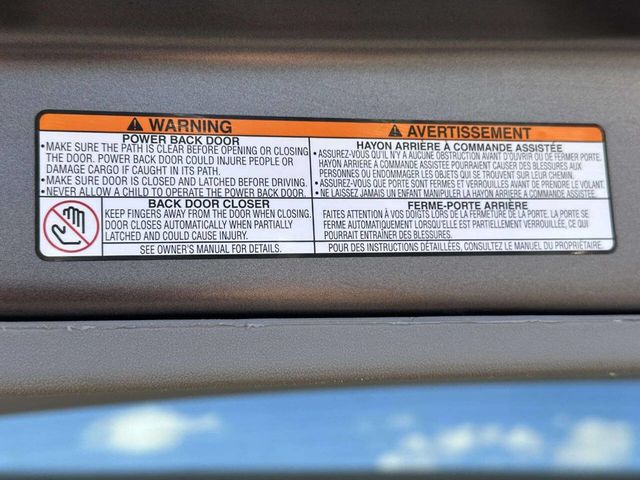 WARNING
POWER BACK DOOR
•MAKE SURE THE PATH IS CLEAR BEFORE OPENING OR CLOSING
THE DOOR. POWER BACK DOOR COULD INJURE PEOPLE OR
DAMAGE CARGO IF CAUGHT IN ITS PATH.
•MAKE SURE DOOR IS CLOSED AND LATCHED BEFORE DRIVING.
•NEVER ALLOW A CHILD TO OPERATE THE POWER BACK DOOR.
BACK DOOR CLOSER
KEEP FINGERS AWAY FROM THE DOOR WHEN CLOSING.
DOOR CLOSES AUTOMATICALLY WHEN PARTIALLY
LATCHED AND COULD CAUSE INJURY.
SEE OWNER'S MANUAL FOR DETAILS.
AVERTISSEMENT
HAYON ARRIÈRE À COMMANDE ASSISTÉE
•ASSUREZ-VOUS QU'IL N'Y A AUCUNE OBSTRUCTION AVANT D'OUVRIR OU DE FERMER PORTE.
HAYON ARRIERE A COMMANDE ASSISTÉE POURRAIENT CAUSER DES BLESSURES AUX
PERSONNES OU ENDOMMAGER LES OBJETS QUI SE TROUVENT SUR LEUR CHEMIN.
•ASSUREZ-VOUS QUE PORTE SONT FERMES ET VERROUILLES AVANT DE PRENDRE LE VOLANT.
•NE LAISSEZ JAMAIS UN ENFANT MANIPULER LA HAYON ARRIERE A COMMANDE ASSISTÉE.
FERME-PORTE ARRIÈRE
FAITES ATTENTION À VOS DOIGTS LORS DE LA FERMETURE DE LA PORTE. LA PORTE SE
FERME AUTOMATIQUEMENT LORSQU'ELLE EST PARTIELLEMENT VERROUILLÉE, CE QUI
POURRAIT ENTRAÎNER DES BLESSURES.
POUR DES INSTRUCTIONS DÉTAILLÉES, CONSULTEZ LE MANUEL DU PROPRIÉTAIRE.